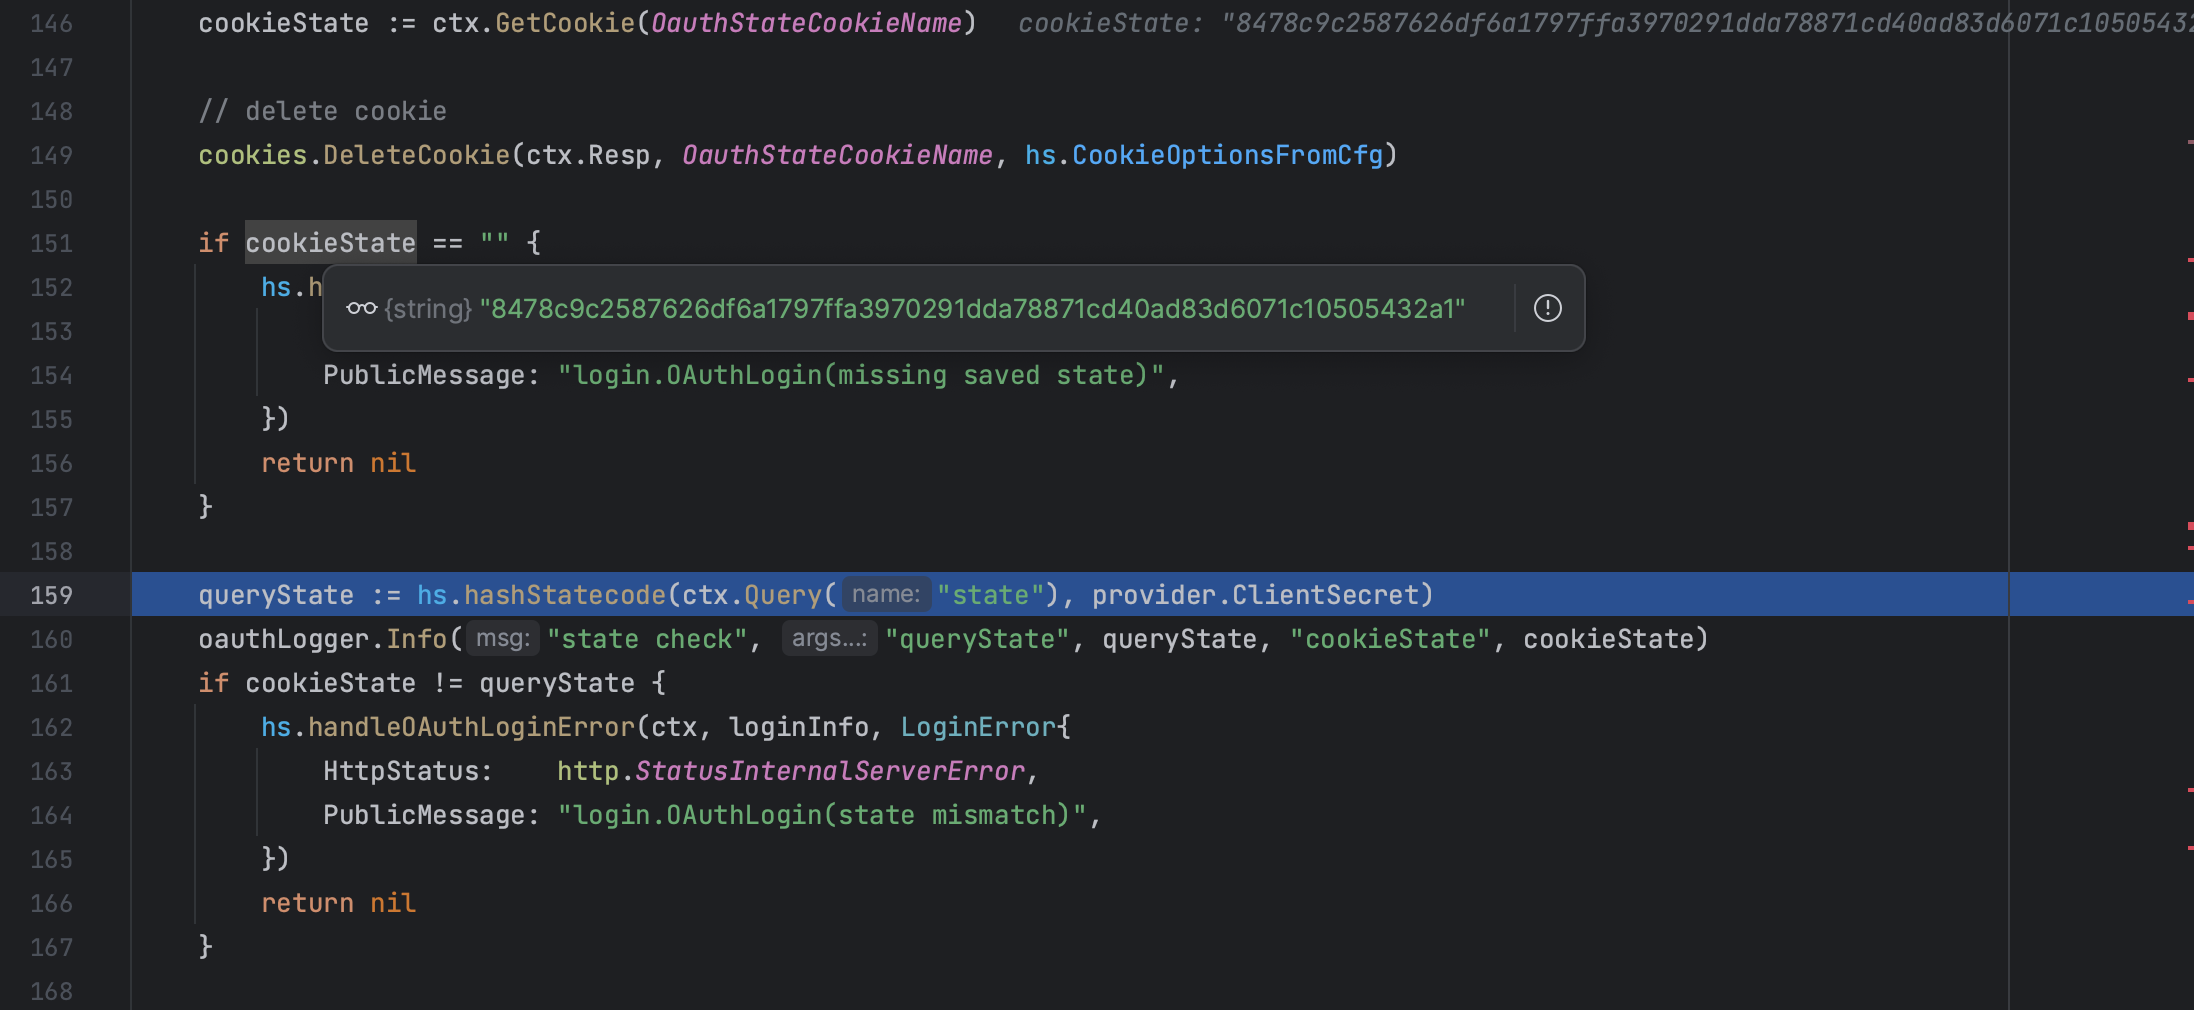 146 cookieState := ctx.GetCookie(OauthStateCookieName) cookieState: "8478c9c2587626df6a1797ffa3970291dda78871cd40ad83d6071c10505432
147
148 // delete cookie
149 cookies.DeleteCookie(ctx.Resp, OauthStateCookieName, hs.CookieOptionsFromCfg)
150
151 if cookieState == "" {
152 hs.h
{string} "8478c9c2587626df6a1797ffa3970291dda78871cd40ad83d6071c10505432a1"
153
154 PublicMessage: "login.OAuthLogin(missing saved state)",
155 })
156 return nil
157 }
158
159 queryState := hs.hashStatecode(ctx.Query( name: "state"), provider.ClientSecret)
160 oauthLogger.Info( msg: "state check", args...: "queryState", queryState, "cookieState", cookieState)
161 if cookieState != queryState {
162 hs.handleOAuthLoginError(ctx, loginInfo, LoginError{
163 HttpStatus: http.StatusInternalServerError,
164 PublicMessage: "login.OAuthLogin(state mismatch)",
165 })
166 return nil
167 }
168